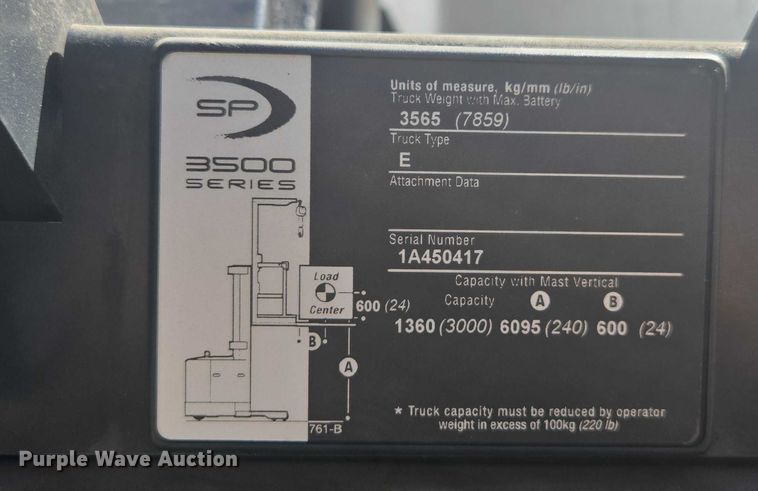 SP
3500
SERIES
Load
Center
600 (24)
B
A
761-B
Units of measure, kg/mm (lb/in)
Truck Weight with Max. Battery
3565 (7859)
Truck Type
E
Attachment Data
Serial Number
1A450417
Capacity with Mast Vertical
Capacity A B
1360 (3000) 6095 (240) 600 (24)
* Truck capacity must be reduced by operator
weight in excess of 100kg (220 lb)
Purple Wave Auction